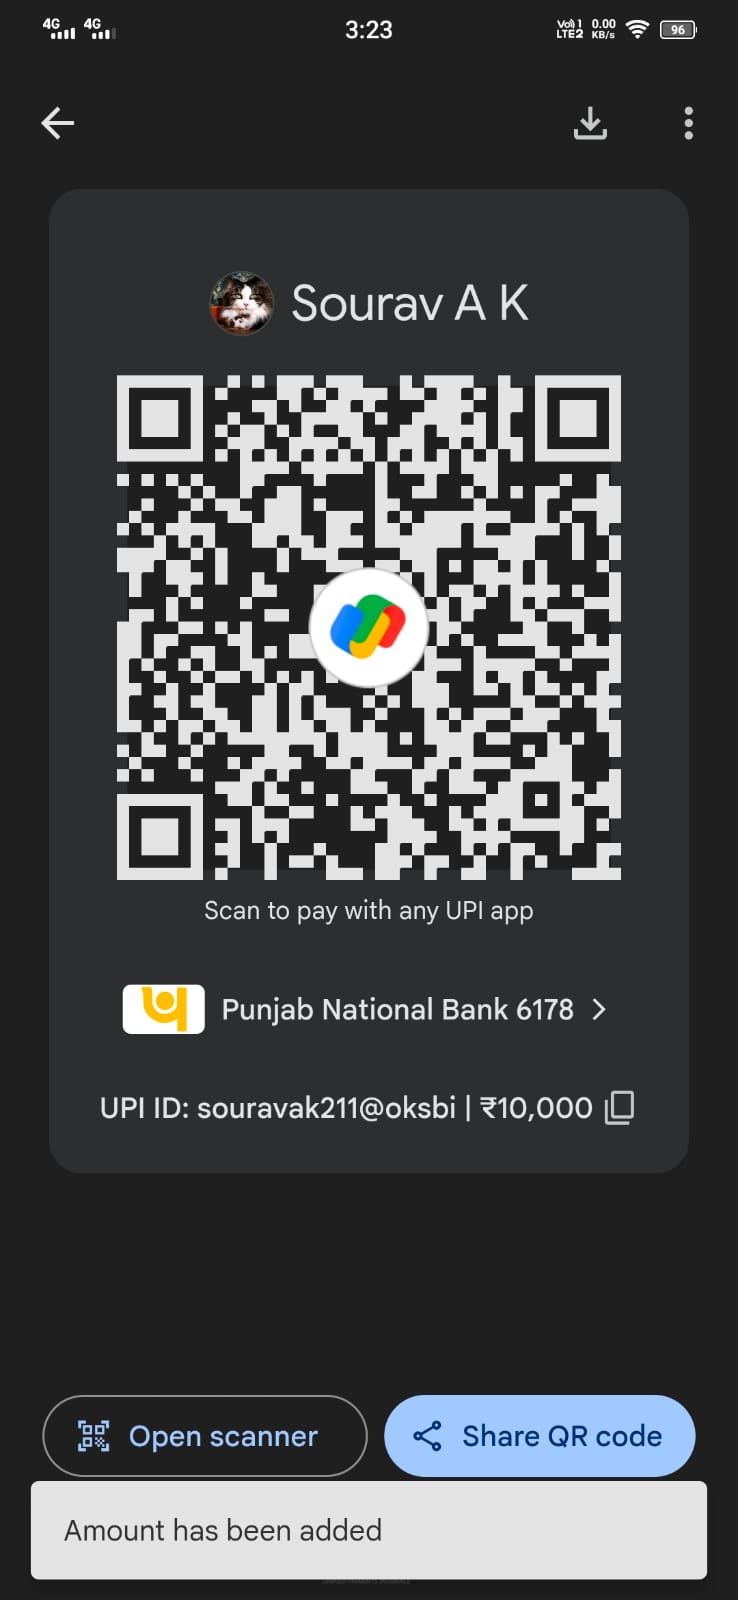 4G 4G 3:23 Vo) 1 LTE2 0.00 KB/s 96
Sourav A K
Scan to pay with any UPI app
Punjab National Bank 6178
UPI ID: souravak211@oksbi | ₹10,000
Open scanner
Share QR code
Amount has been added